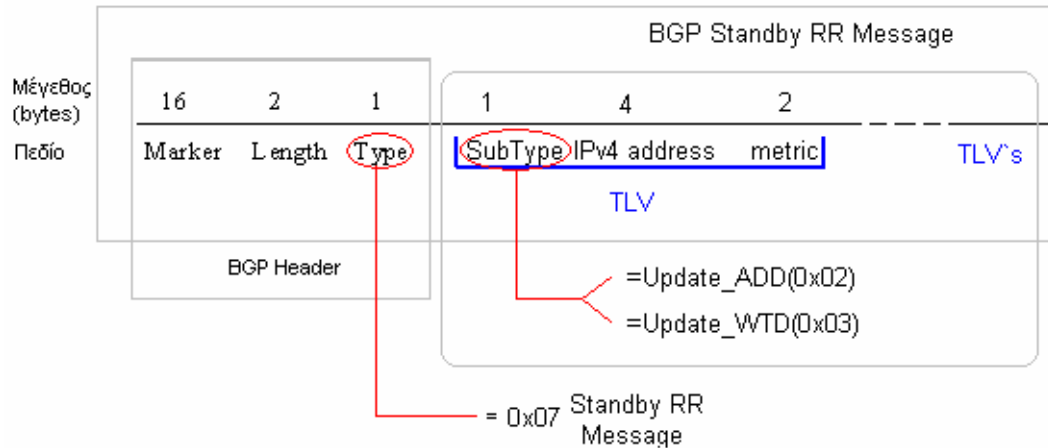 BGP Standby RR Message
Μέγεθος
(bytes)
16 2 1 1 4 2
Πεδίο Marker Length Type SubType IPv4 address metric TLV`s
TLV
BGP Header
=Update_ADD(0x02)
=Update_WTD(0x03)
= 0x07 Standby RR
Message